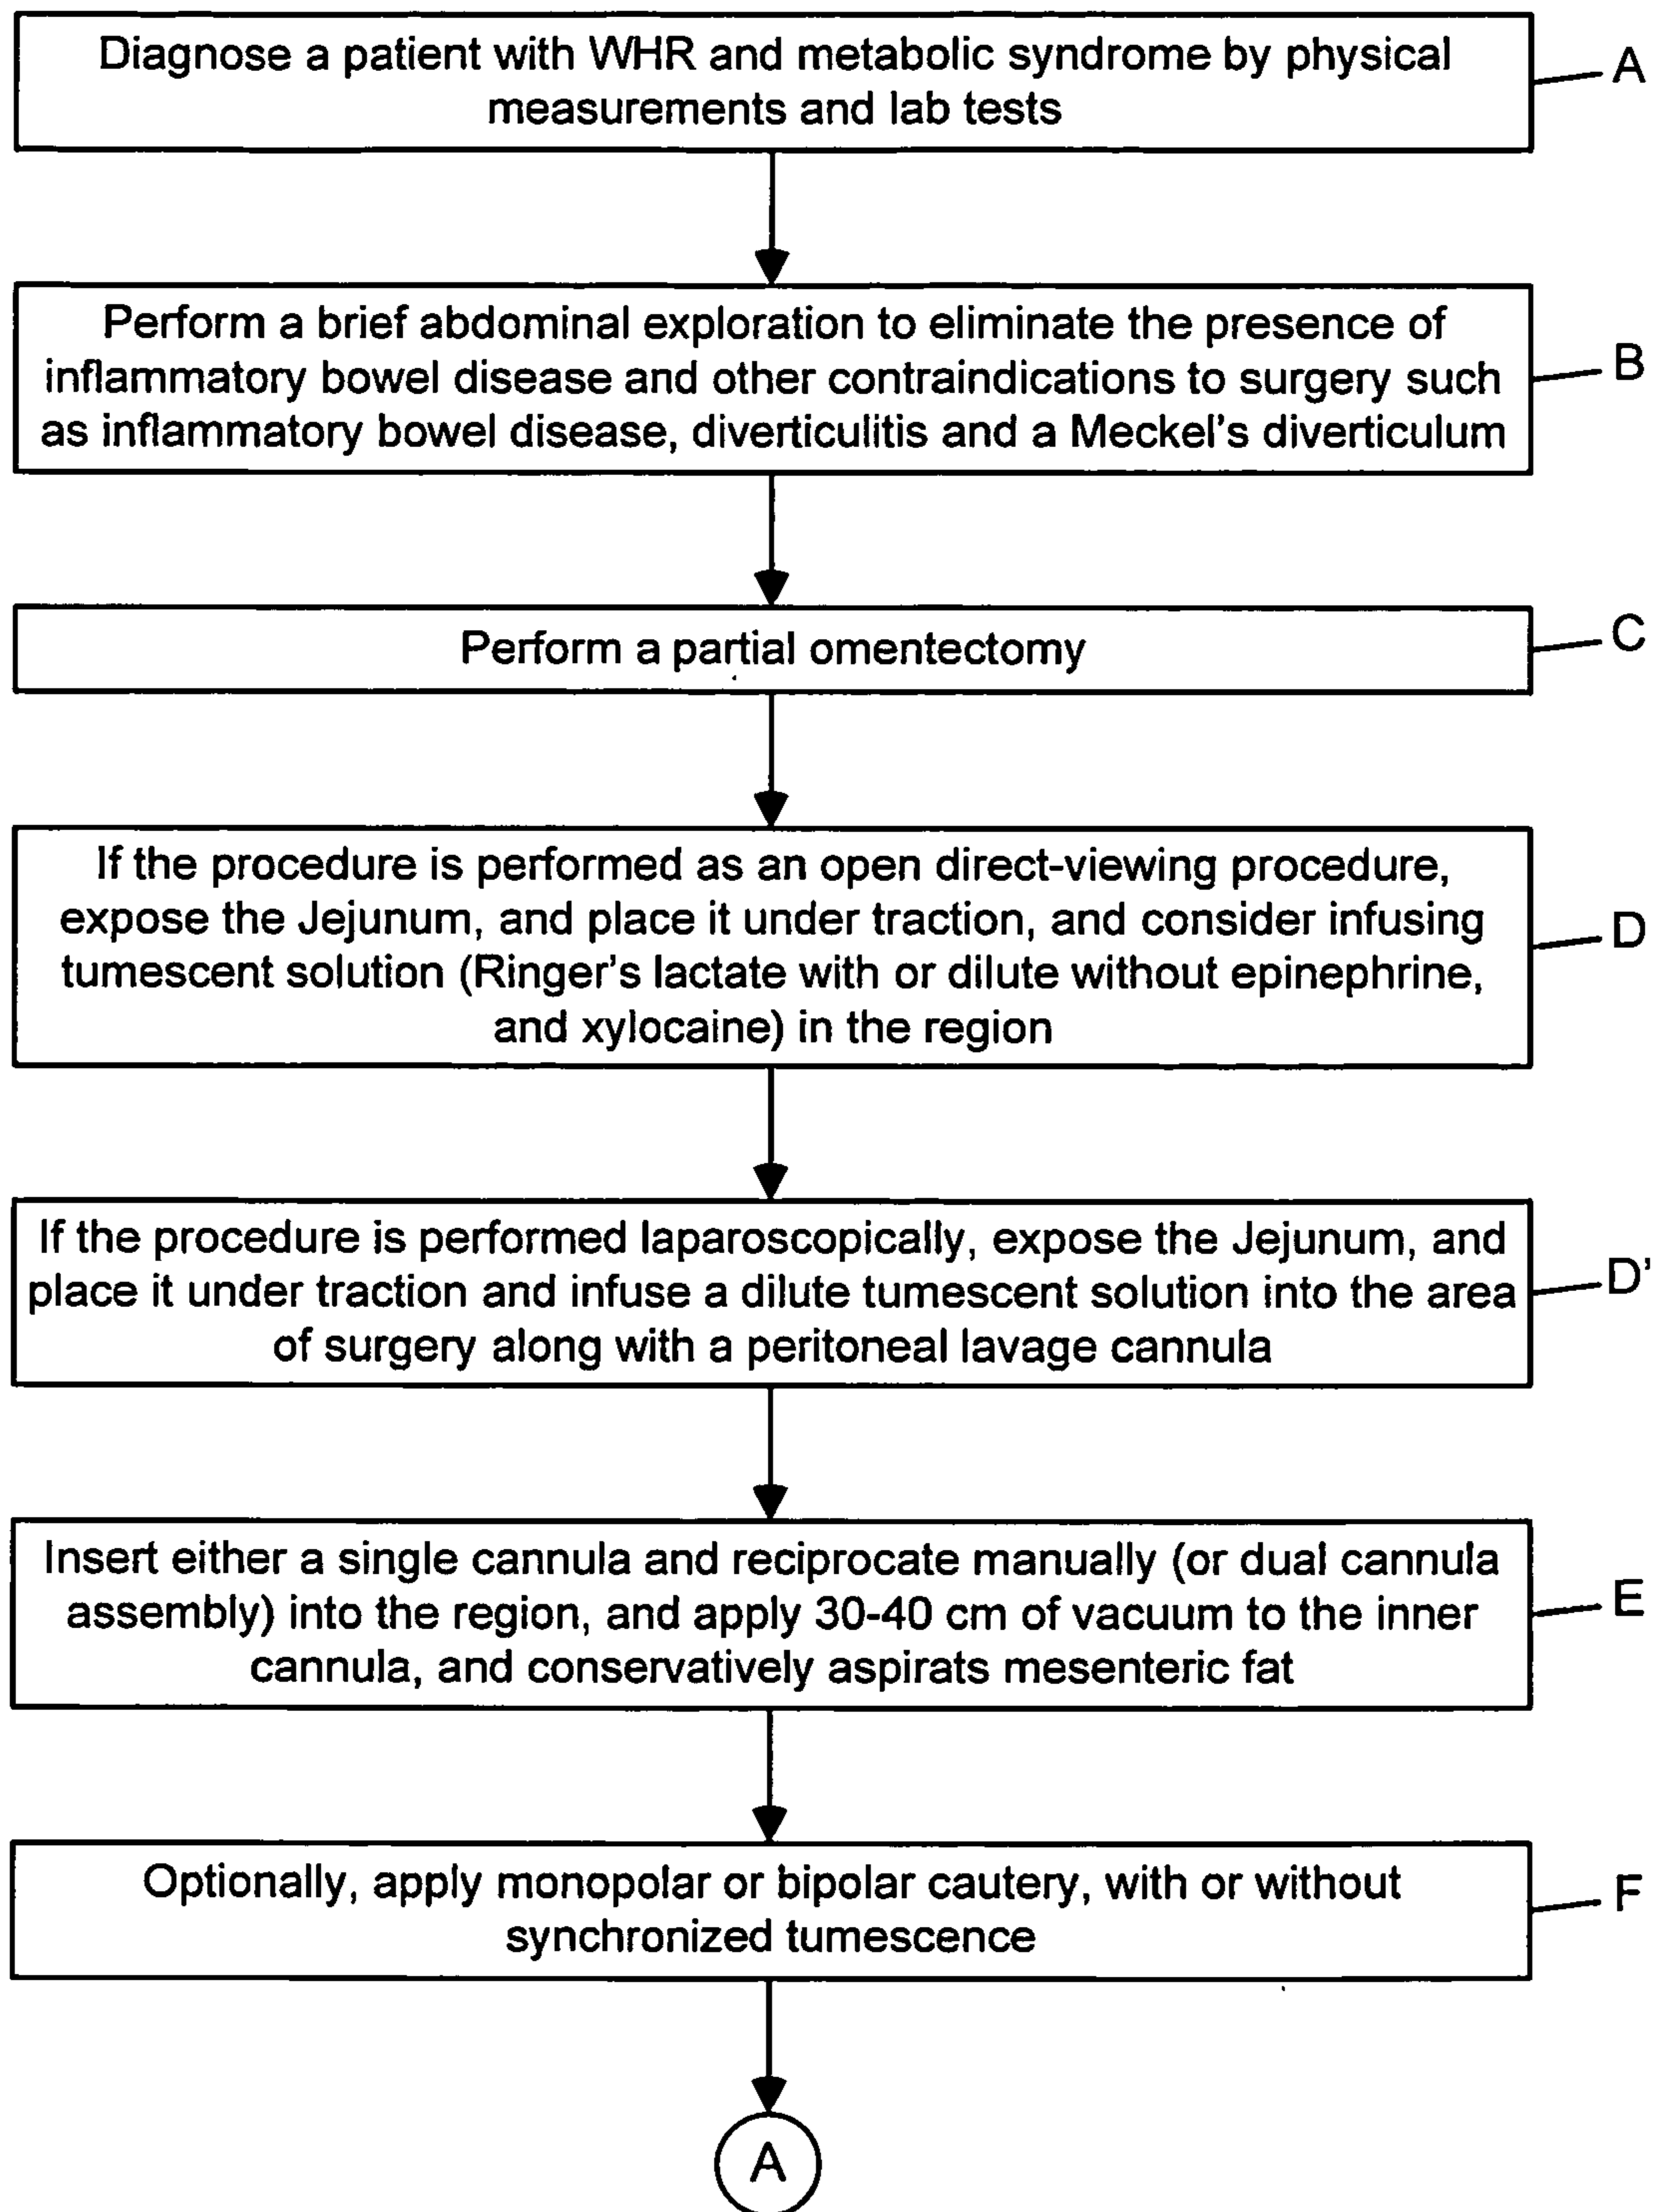 Diagnose a patient with WHR and metabolic syndrome by physical
measurements and lab tests
A
Perform a brief abdominal exploration to eliminate the presence of
inflammatory bowel disease and other contraindications to surgery such
as inflammatory bowel disease, diverticulitis and a Meckel's diverticulum
B
Perform a partial omentectomy
C
If the procedure is performed as an open direct-viewing procedure,
expose the Jejunum, and place it under traction, and consider infusing
tumescent solution (Ringer's lactate with or dilute without epinephrine,
and xylocaine) in the region
D
If the procedure is performed laparoscopically, expose the Jejunum, and
place it under traction and infuse a dilute tumescent solution into the area
of surgery along with a peritoneal lavage cannula
D'
Insert either a single cannula and reciprocate manually (or dual cannula
assembly) into the region, and apply 30-40 cm of vacuum to the inner
cannula, and conservatively aspirats mesenteric fat
E
Optionally, apply monopolar or bipolar cautery, with or without
synchronized tumescence
F
A